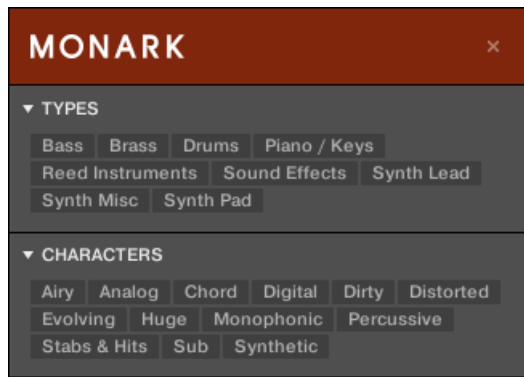 MONARK ×
▼ TYPES
Bass Brass Drums Piano / Keys
Reed Instruments Sound Effects Synth Lead
Synth Misc Synth Pad
▼ CHARACTERS
Airy Analog Chord Digital Dirty Distorted
Evolving Huge Monophonic Percussive
Stabs & Hits Sub Synthetic